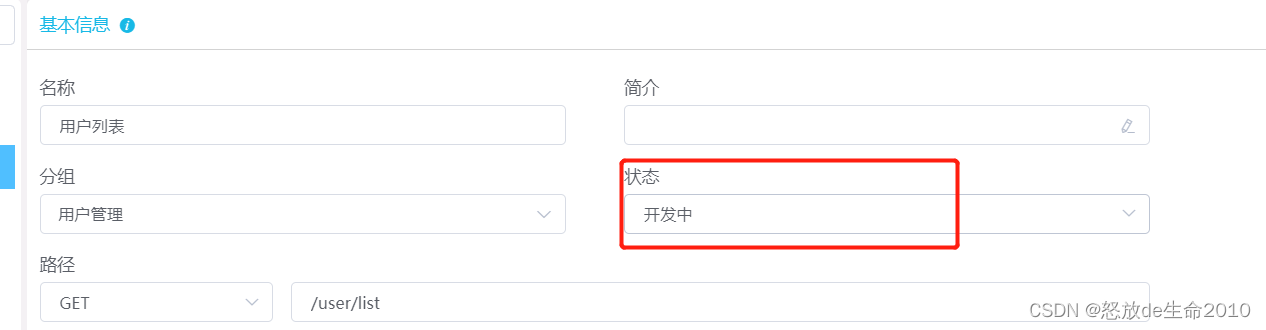 基本信息
名称 简介
用户列表
分组 状态
用户管理 开发中
路径
GET /user/list
CSDN @怒放de生命2010